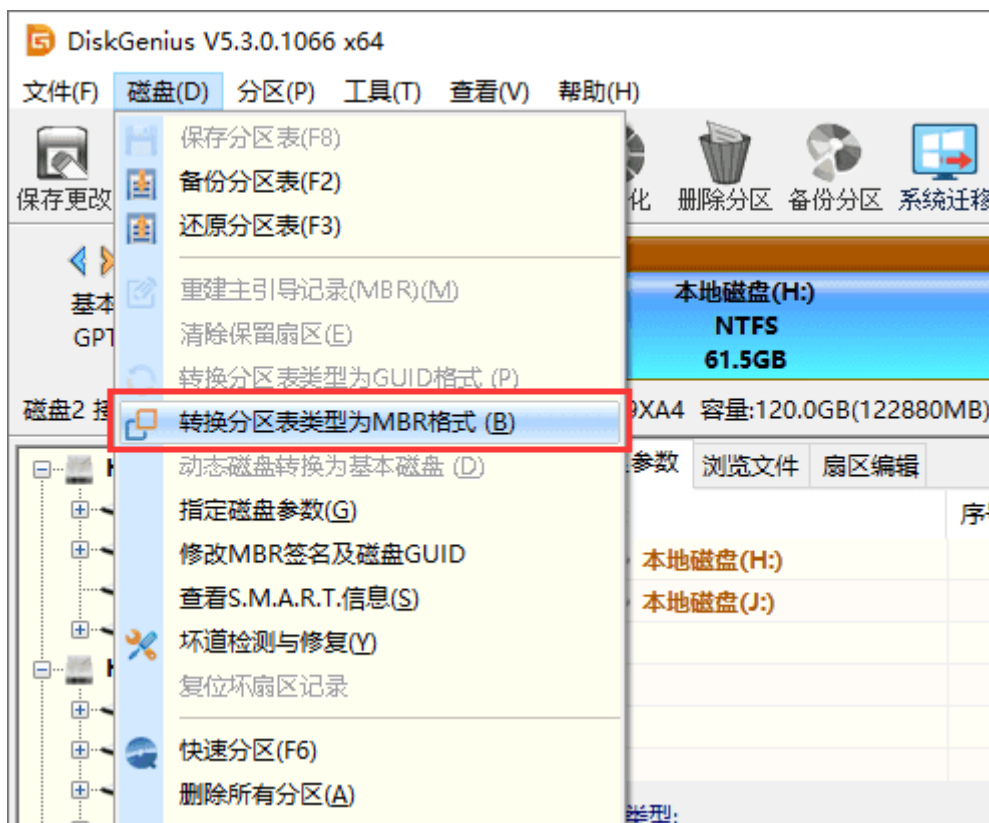 DiskGenius V5.3.0.1066 x64
文件(F) 磁盘(D) 分区(P) 工具(T) 查看(V) 帮助(H)
保存更改 化 删除分区 备份分区 系统迁移
保存分区表(F8)
备份分区表(F2)
还原分区表(F3)
重建主引导记录(MBR)(M)
清除保留扇区(E)
转换分区表类型为GUID格式 (P)
转换分区表类型为MBR格式 (B)
动态磁盘转换为基本磁盘 (D)
指定磁盘参数(G)
修改MBR签名及磁盘GUID
查看S.M.A.R.T.信息(S)
坏道检测与修复(Y)
复位坏扇区记录
快速分区(F6)
删除所有分区(A)
基本
GPT
本地磁盘(H:)
NTFS
61.5GB
磁盘2 接 9XA4 容量:120.0GB(122880MB)
参数 浏览文件 扇区编辑
本地磁盘(H:)
本地磁盘(J:)
类型: